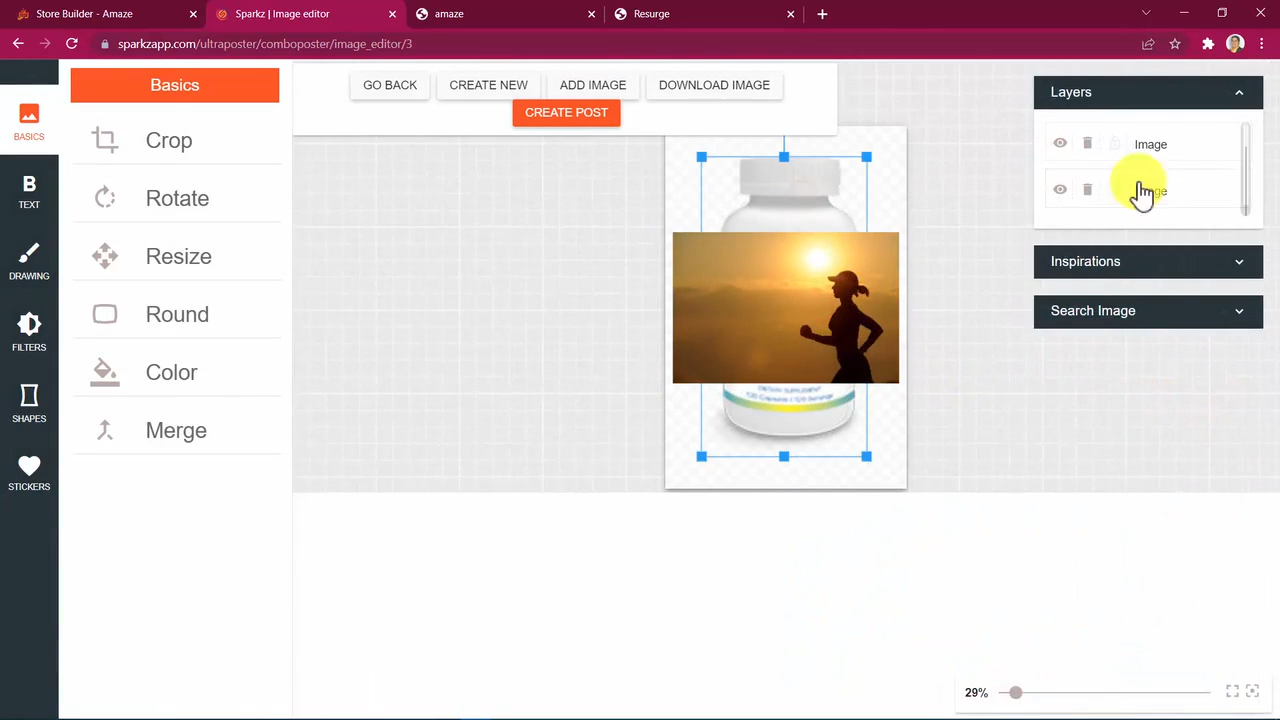 Store Builder - Amaze
Sparkz | Image editor
amaze
Resurge
sparkzapp.com/ultraposter/comboposter/image_editor/3
Basics
GO BACK
CREATE NEW
ADD IMAGE
DOWNLOAD IMAGE
CREATE POST
Layers
Image
BASICS
Crop
TEXT
Rotate
DRAWING
Resize
Inspirations
FILTERS
Round
Search Image
SHAPES
Color
DIETARY SUPPLEMENT
Merge
STICKERS
29%